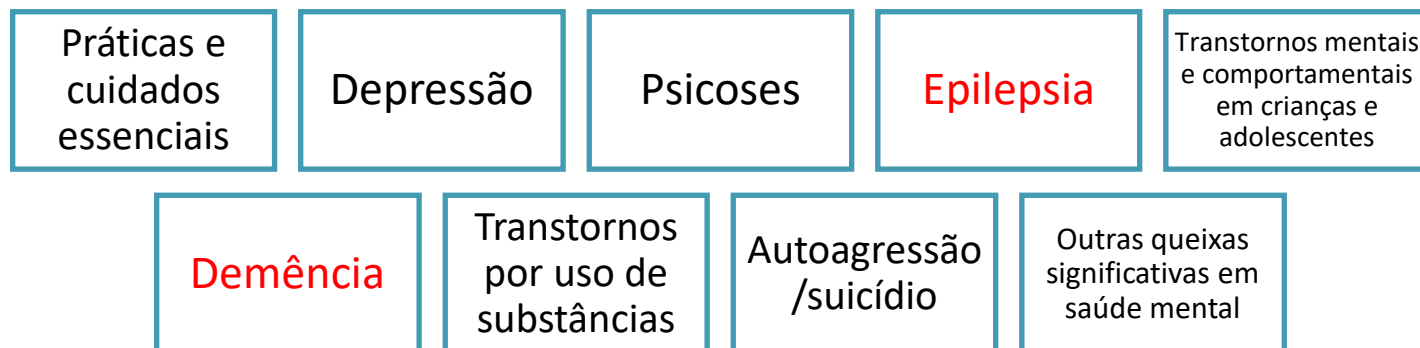 Práticas e
cuidados
essenciais
Depressão
Psicoses
Epilepsia
Transtornos mentais
e comportamentais
em crianças e
adolescentes
Demência
Transtornos
por uso de
substâncias
Autoagressão
/suicídio
Outras queixas
significativas em
saúde mental